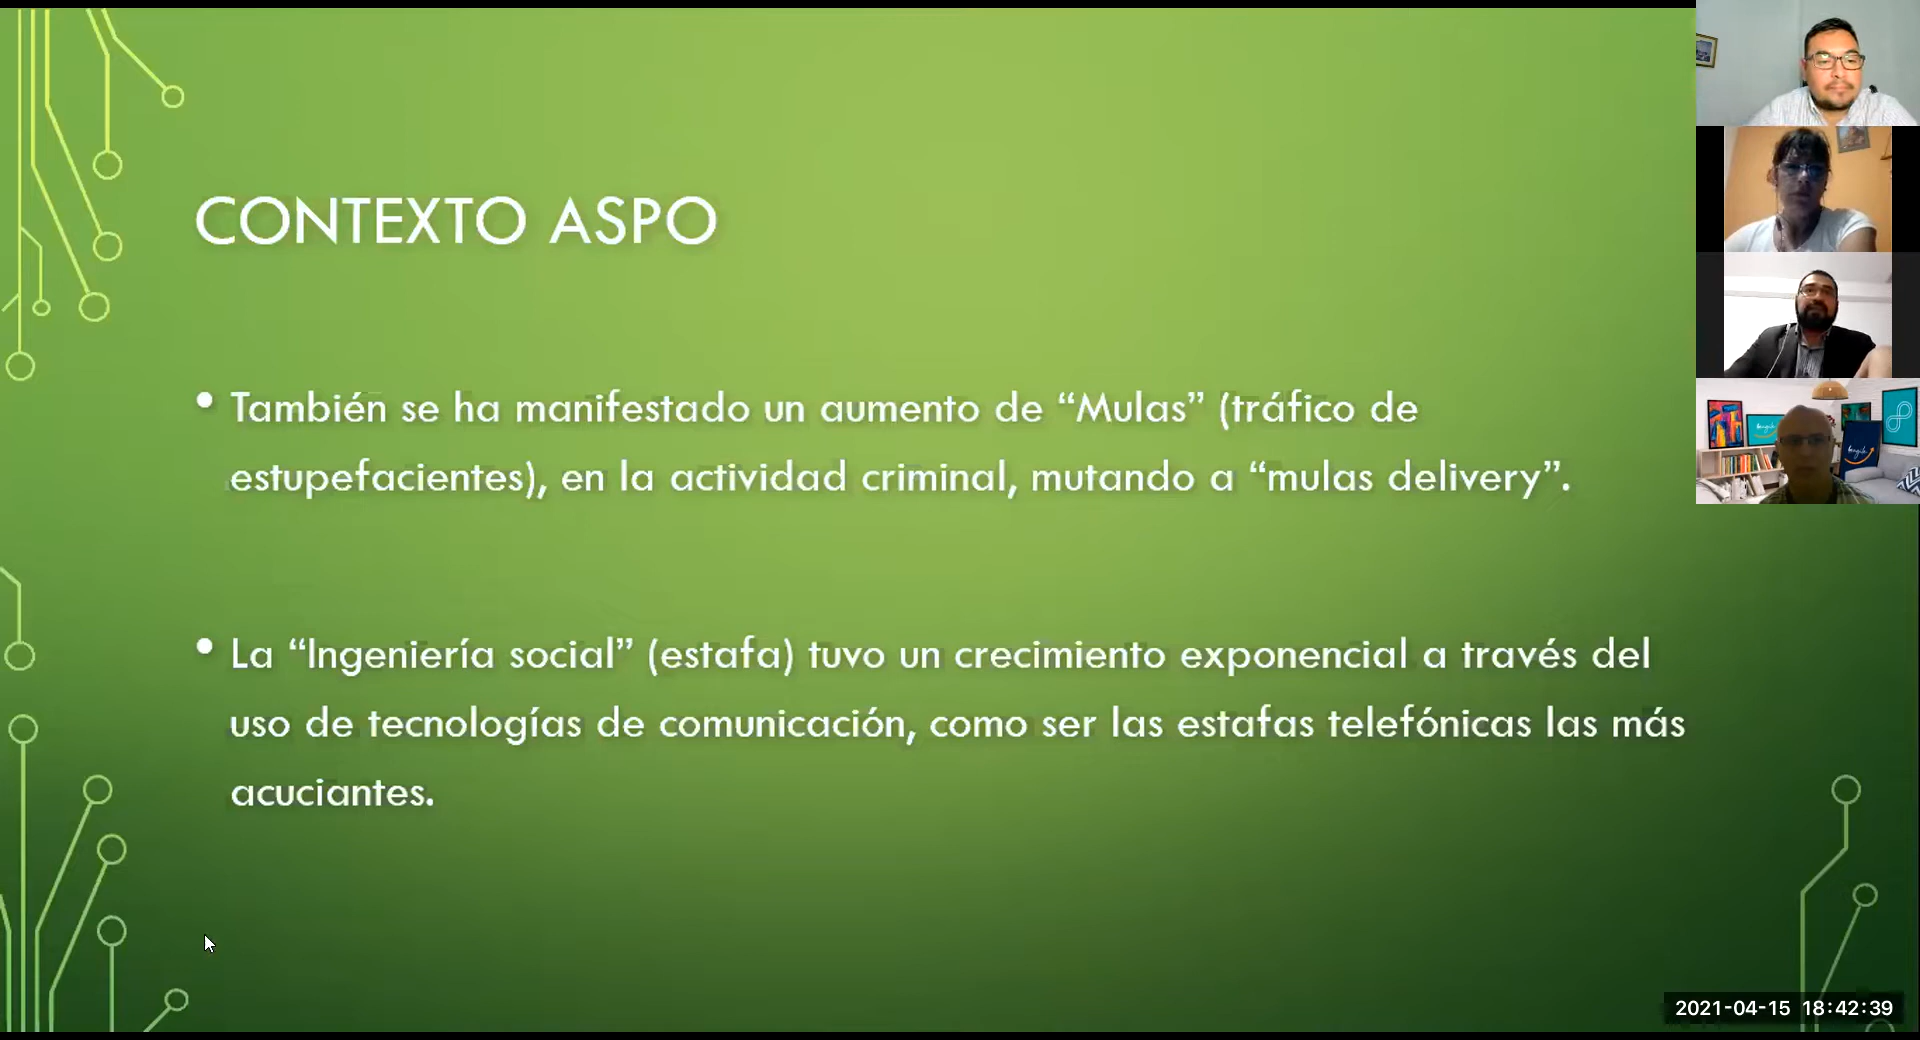 CONTEXTO ASPO
• También se ha manifestado un aumento de “Mulas” (tráfico de
estupefacientes), en la actividad criminal, mutando a “mulas delivery”.
• La “Ingeniería social” (estafa) tuvo un crecimiento exponencial a través del
uso de tecnologías de comunicación, como ser las estafas telefónicas las más
acuciantes.
2021-04-15 18:42:39